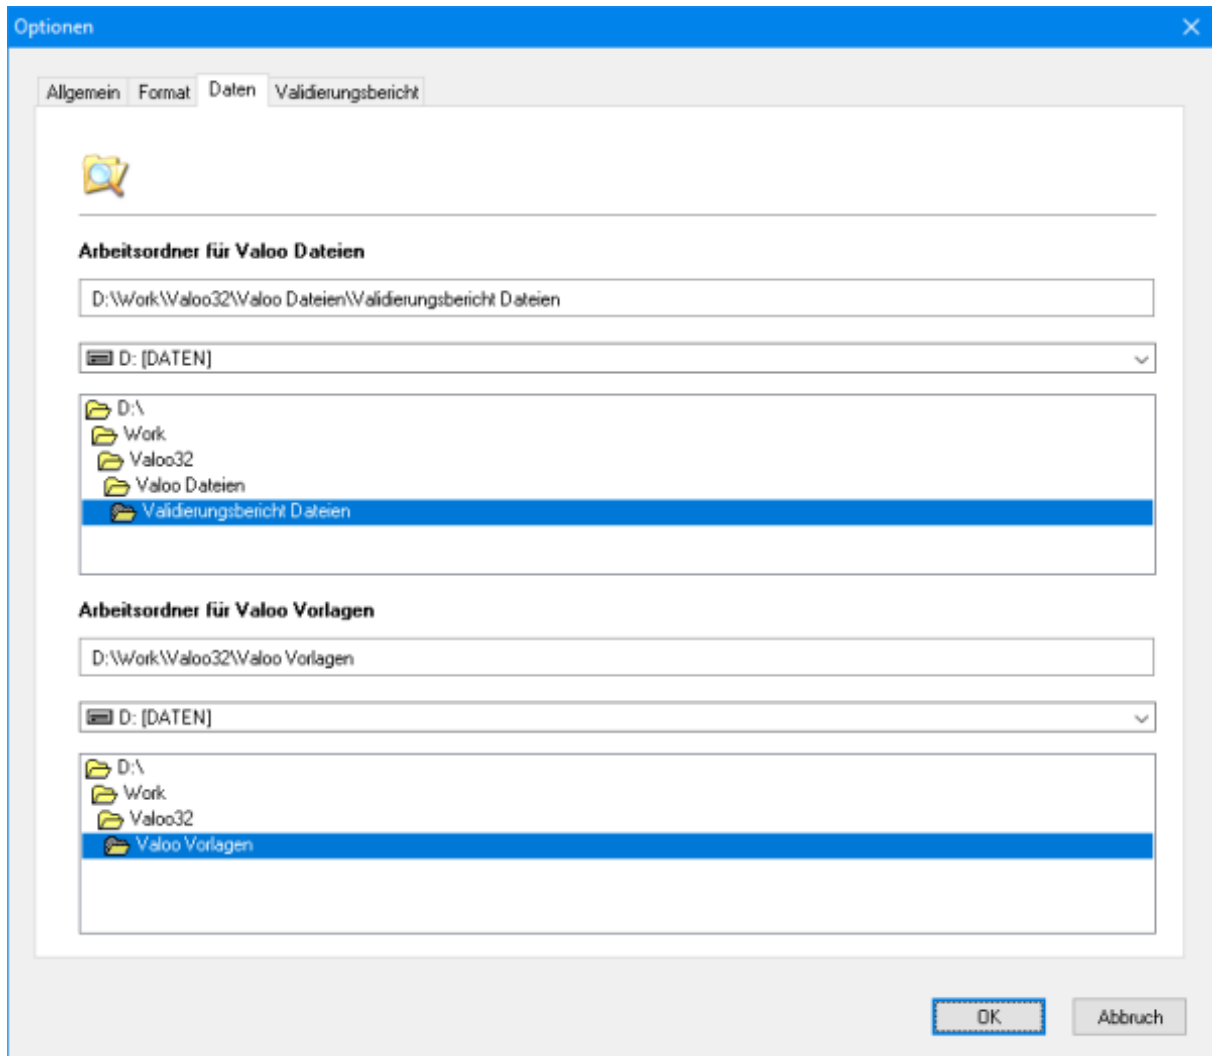 Optionen
Allgemein Format Daten Validierungsbericht
Arbeitsordner für Valoo Dateien
D:\Work\Valoo32\Valoo Dateien\Validierungsbericht Dateien
D: [DATEN]
D:\
Work
Valoo32
Valoo Dateien
Validierungsbericht Dateien
Arbeitsordner für Valoo Vorlagen
D:\Work\Valoo32\Valoo Vorlagen
D: [DATEN]
D:\
Work
Valoo32
Valoo Vorlagen
OK Abbruch